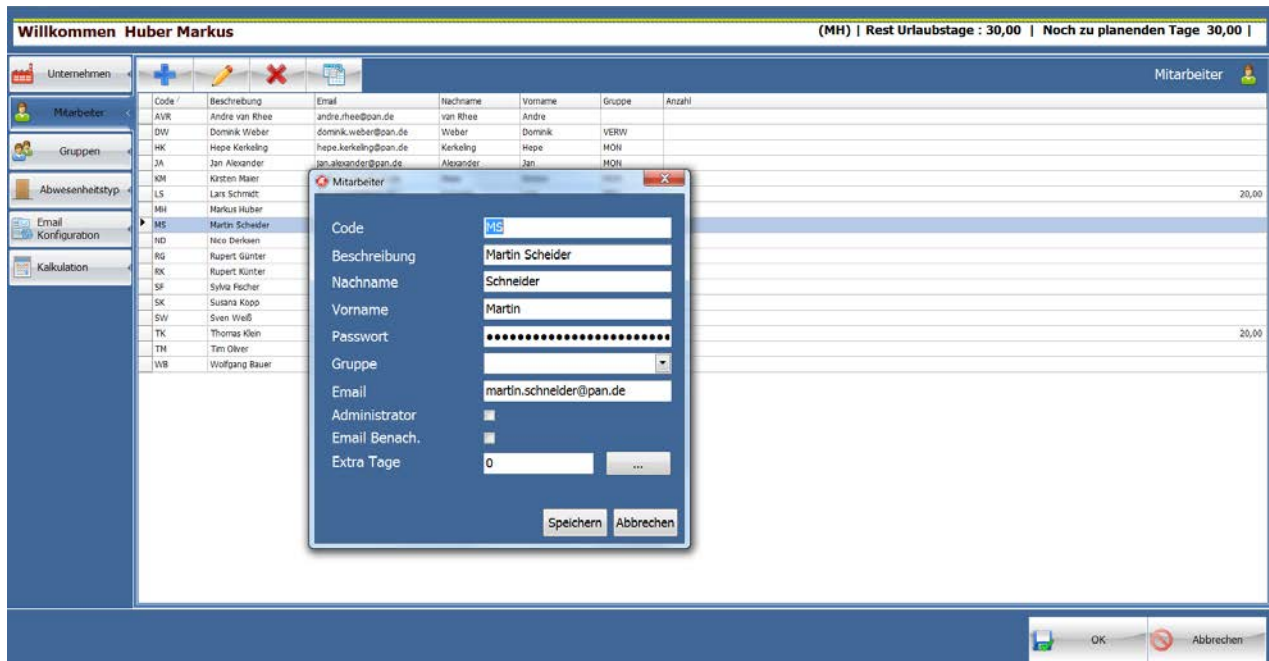 Willkommen Huber Markus
(MH) | Rest Urlaubstage : 30,00 | Noch zu planenden Tage 30,00 |
Unternehmen
Mitarbeiter
Gruppen
Abwesenheitstyp
Email
Konfiguration
Kalkulation
Mitarbeiter
Code Beschreibung Email Nachname Vorname Gruppe Anzahl
AVR Andre van Rhee andre.rhee@pan.de van Rhee Andre
DW Dominik Weber dominik.weber@pan.de Weber Dominik VERW
HK Hepe Kerkeling hepe.kerkeling@pan.de Kerkeling Hepe MON
JA Jan Alexander jan.alexander@pan.de Alexander Jan MON
KM Kirsten Maier
LS Lars Schmidt 20,00
MH Markus Huber
MS Martin Scheider
ND Nico Derksen
RG Rupert Günter
RK Rupert Künter
SF Sylvia Fischer
SK Susana Kopp
SW Sven Weiß
TK Thomas Klein 20,00
TM Tim Oliver
WB Wolfgang Bauer
Mitarbeiter
Code MS
Beschreibung Martin Scheider
Nachname Schneider
Vorname Martin
Passwort
Gruppe
Email martin.schneider@pan.de
Administrator
Email Benach.
Extra Tage 0 ...
Speichern Abbrechen
OK Abbrechen